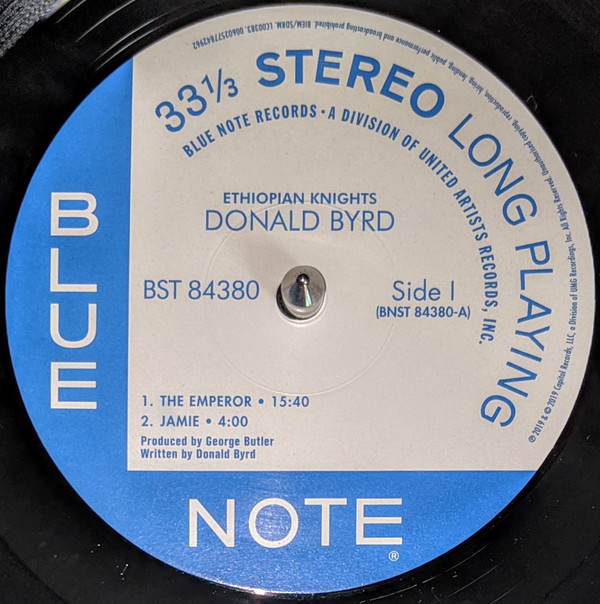 33 1/3 STEREO LONG PLAYING
BLUE NOTE RECORDS • A DIVISION OF UNITED ARTISTS RECORDS, INC.
ETHIOPIAN KNIGHTS
DONALD BYRD
BST 84380
Side I
(BNST 84380-A)
1. THE EMPEROR • 15:40
2. JAMIE • 4:00
Produced by George Butler
Written by Donald Byrd
BLUE
NOTE®
℗ 2019 & © 2019 Capitol Records, LLC, a Division of UMG Recordings, Inc. All Rights Reserved. Unauthorized copying, reproduction, hiring, lending, public performance and broadcasting prohibited. BIEM/SDRM. LC00383. 00602577843962.